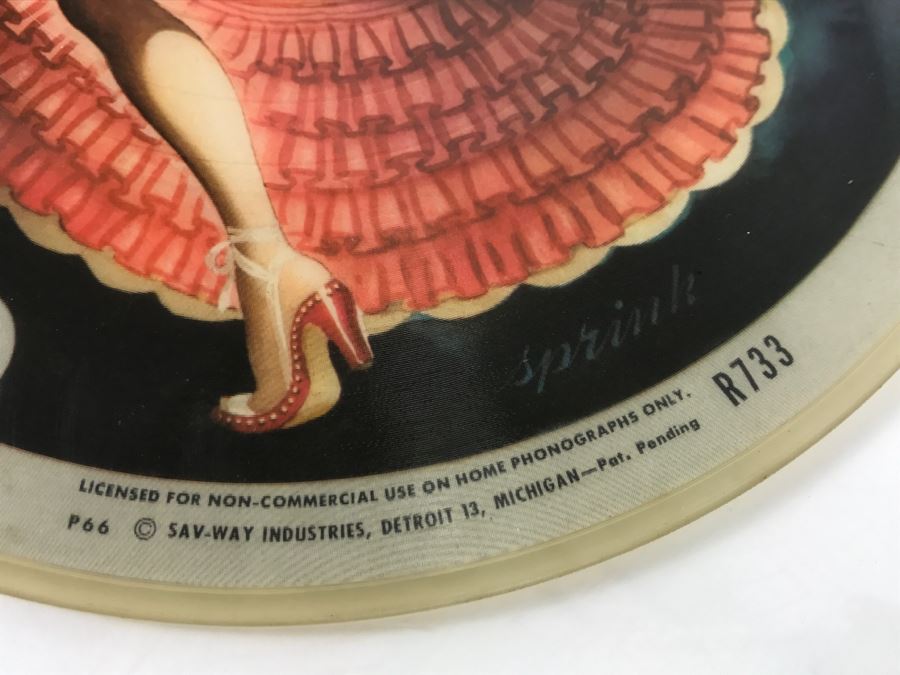 sprink
R733
LICENSED FOR NON-COMMERCIAL USE ON HOME PHONOGRAPHS ONLY.
P66 © SAV-WAY INDUSTRIES, DETROIT 13, MICHIGAN—Pat. Pending